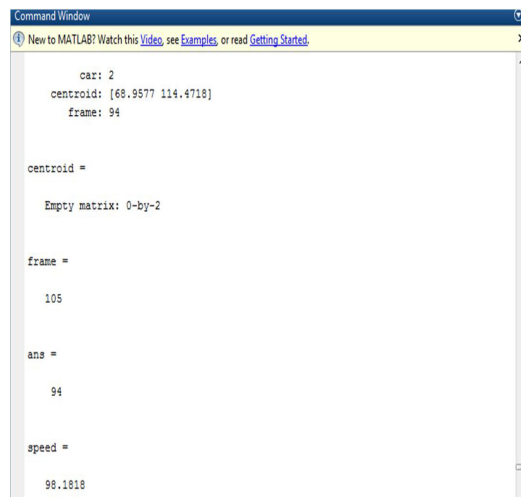 Command Window
New to MATLAB? Watch this Video, see Examples, or read Getting Started.
car: 2
centroid: [68.9577 114.4718]
frame: 94
centroid =
Empty matrix: 0-by-2
frame =
105
ans =
94
speed =
98.1818